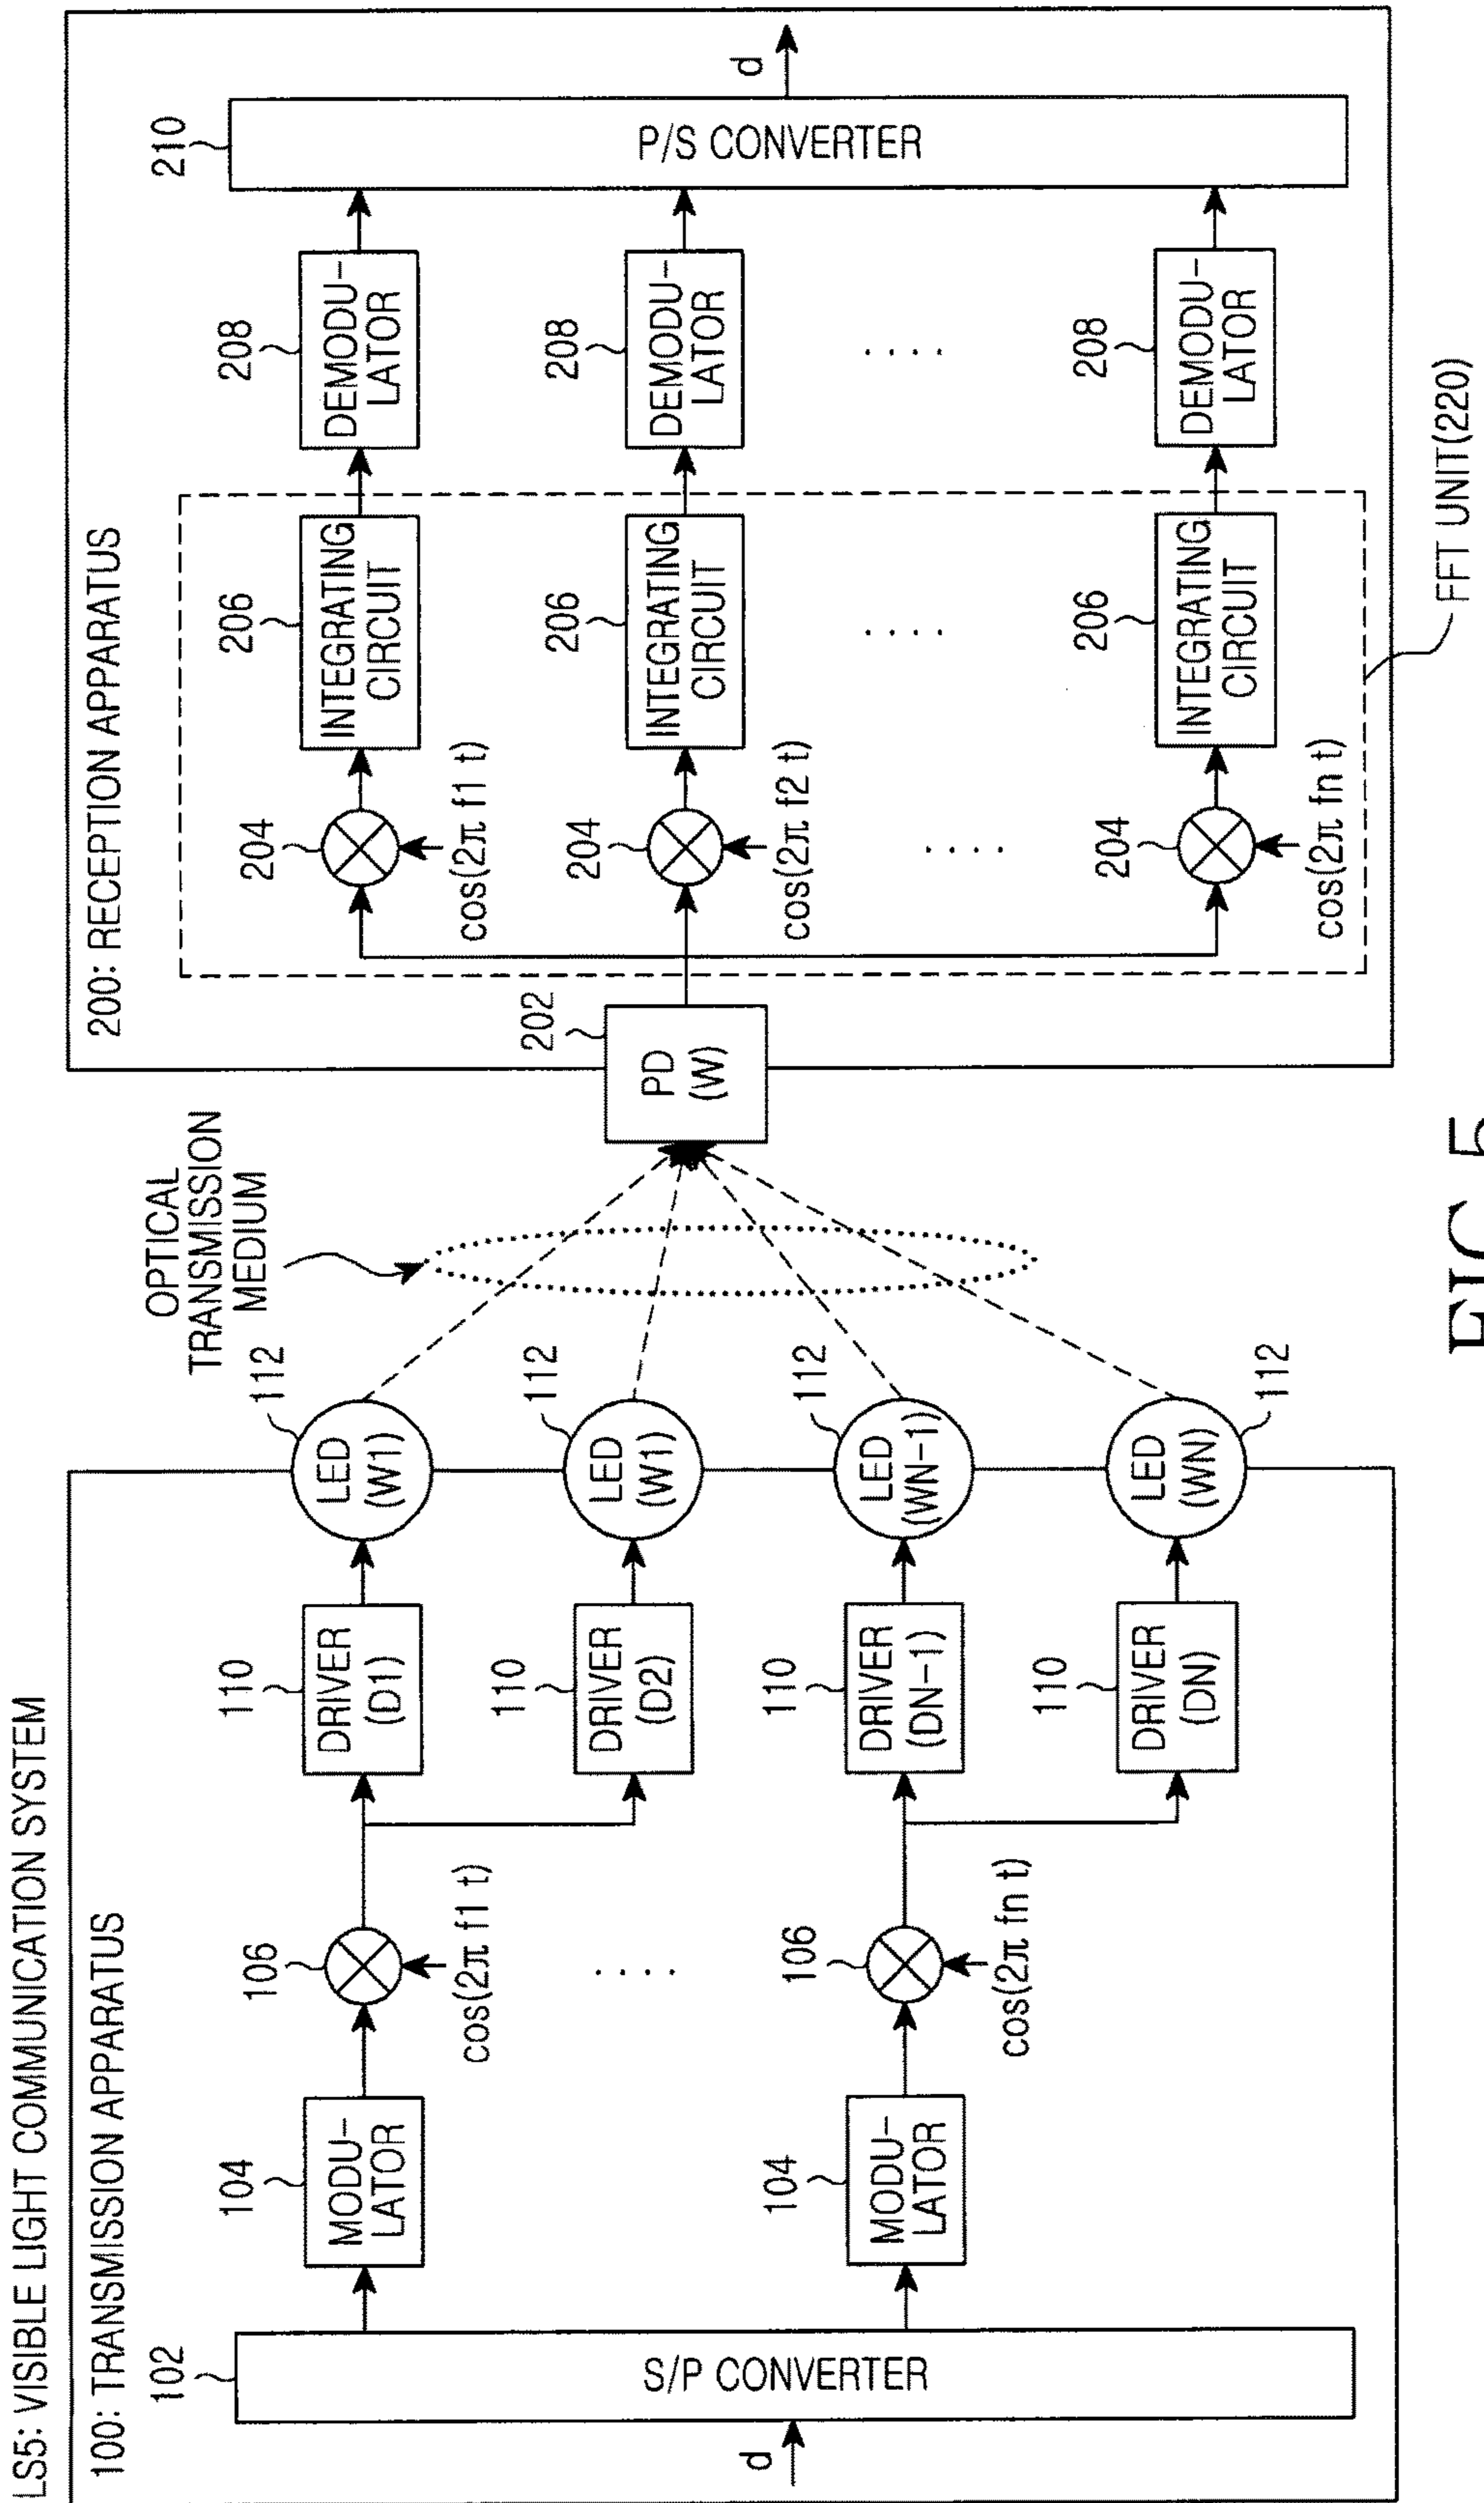 LS5: VISIBLE LIGHT COMMUNICATION SYSTEM
100: TRANSMISSION APPARATUS
102
S/P CONVERTER
d
104
MODU-
LATOR
106
cos(2π f1 t)
110
DRIVER
(D1)
112
LED
(W1)
110
DRIVER
(D2)
112
LED
(W1)
. . . .
104
MODU-
LATOR
106
cos(2π fn t)
110
DRIVER
(DN-1)
112
LED
(WN-1)
110
DRIVER
(DN)
112
LED
(WN)
OPTICAL
TRANSMISSION
MEDIUM
200: RECEPTION APPARATUS
202
PD
(W)
204
cos(2π f1 t)
206
INTEGRATING
CIRCUIT
208
DEMODU-
LATOR
204
cos(2π f2 t)
206
INTEGRATING
CIRCUIT
208
DEMODU-
LATOR
. . . .
. . . .
. . . .
204
cos(2π fn t)
206
INTEGRATING
CIRCUIT
208
DEMODU-
LATOR
210
P/S CONVERTER
d
FFT UNIT(220)
FIG. 5